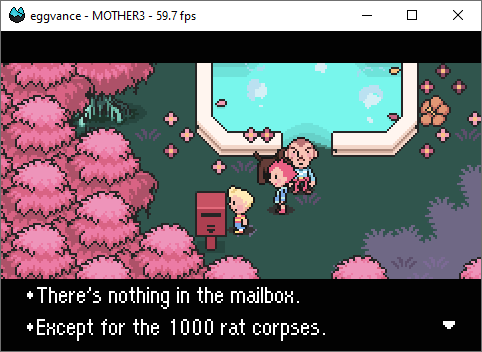 eggvance - MOTHER3 - 59.7 fps
•There's nothing in the mailbox.
•Except for the 1000 rat corpses.